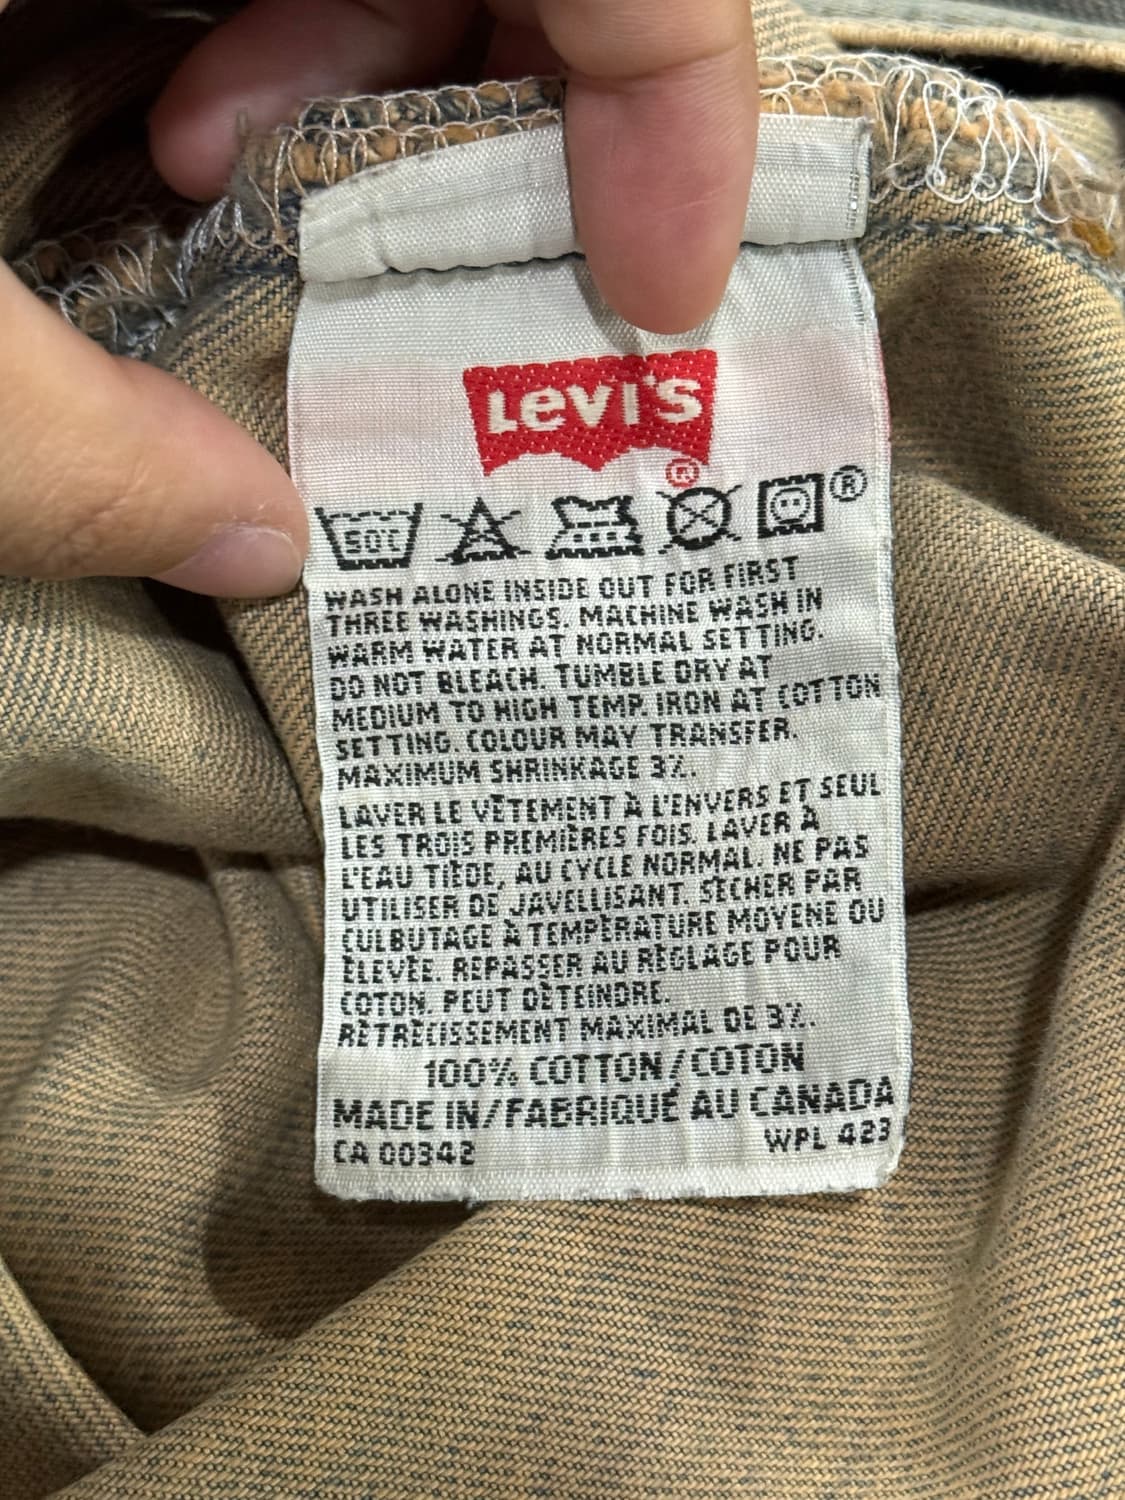 Levi's
®
50°C
®
WASH ALONE INSIDE OUT FOR FIRST
THREE WASHINGS. MACHINE WASH IN
WARM WATER AT NORMAL SETTING.
DO NOT BLEACH. TUMBLE DRY AT
MEDIUM TO HIGH TEMP. IRON AT COTTON
SETTING. COLOUR MAY TRANSFER.
MAXIMUM SHRINKAGE 3%.
LAVER LE VÊTEMENT À L'ENVERS ET SEUL
LES TROIS PREMIÈRES FOIS. LAVER À
L'EAU TIÈDE, AU CYCLE NORMAL. NE PAS
UTILISER DE JAVELLISANT. SÉCHER PAR
CULBUTAGE À TEMPÉRATURE MOYENE OU
ÉLEVÉE. REPASSER AU RÉGLAGE POUR
COTON. PEUT DÉTEINDRE.
RÉTRÉCISSEMENT MAXIMAL DE 3%.
100% COTTON/COTON
MADE IN/FABRIQUÉ AU CANADA
CA 00342 WPL 423